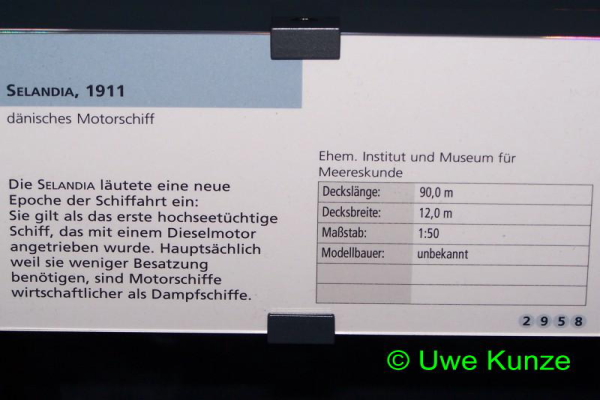 SELANDIA, 1911
dänisches Motorschiff
Die SELANDIA läutete eine neue
Epoche der Schiffahrt ein:
Sie gilt als das erste hochseetüchtige
Schiff, das mit einem Dieselmotor
angetrieben wurde. Hauptsächlich
weil sie weniger Besatzung
benötigen, sind Motorschiffe
wirtschaftlicher als Dampfschiffe.
Ehem. Institut und Museum für
Meereskunde
Deckslänge: 90,0 m
Decksbreite: 12,0 m
Maßstab: 1:50
Modellbauer: unbekannt
2958
© Uwe Kunze